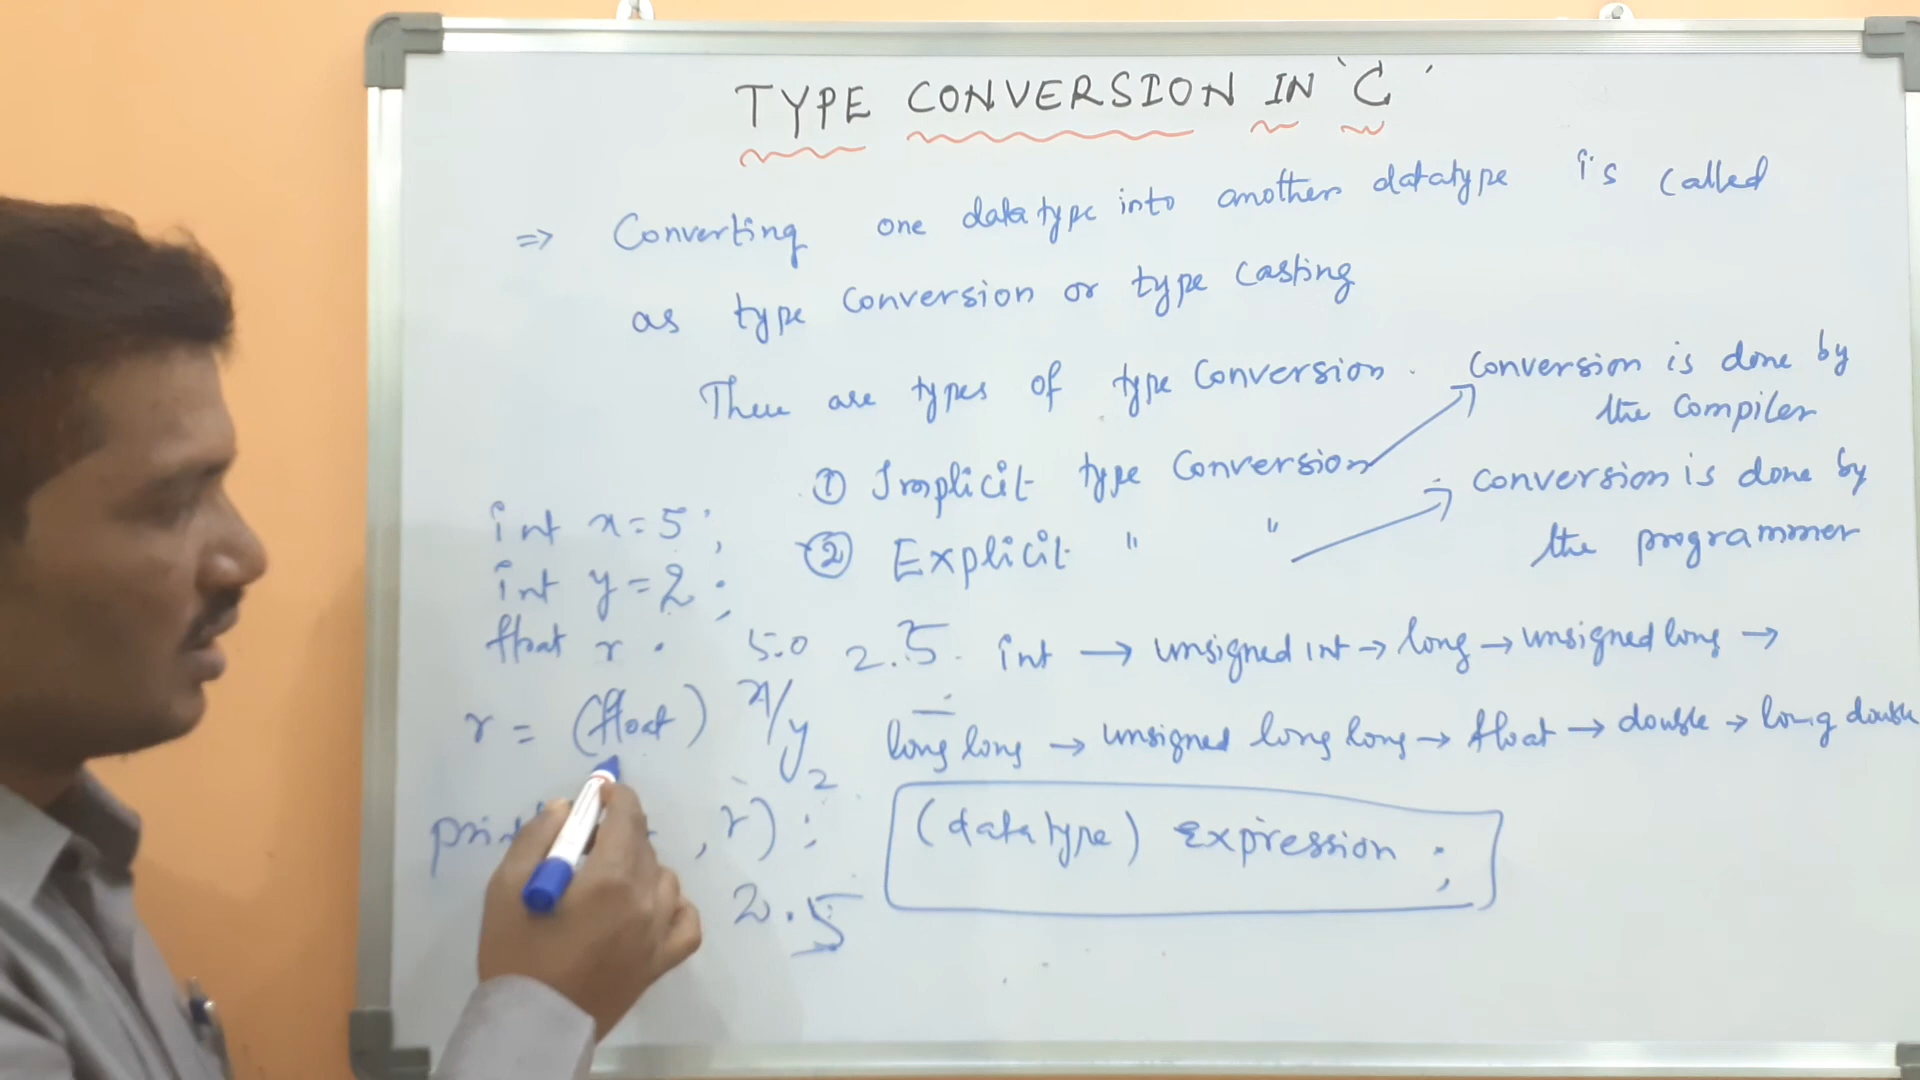 TYPE CONVERSION IN 'C'
⇒ Converting one datatype into another datatype is called
as type conversion or type casting
There are types of type conversion.
① Implicit type conversion → conversion is done by
the compiler
② Explicit " " → conversion is done by
the programmer
int x=5;
int y=2;
float r.
5.0
2.5.
r = (float) x/y
2
, r);
2.5
int → unsigned int → long → unsigned long →
long long → unsigned long long → float → double → long double
(datatype) expression;